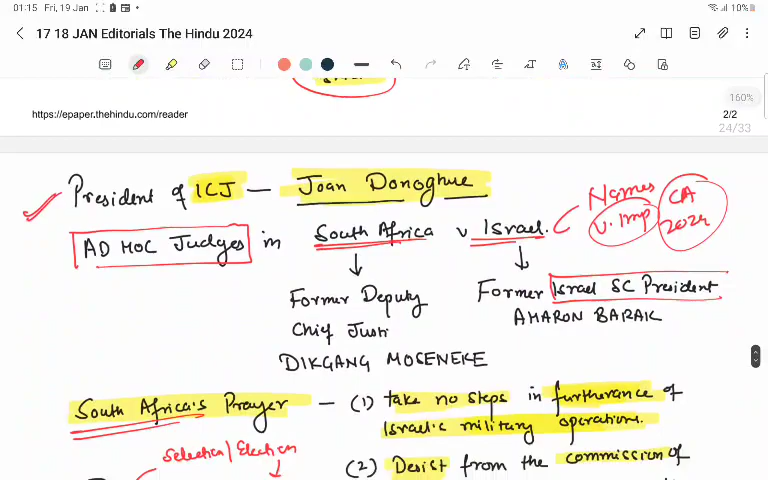 01:15 Fri, 19 Jan
10%
17 18 JAN Editorials The Hindu 2024
160%
https://epaper.thehindu.com/reader
2/2
24/33
President of ICJ — Joan Donoghue
Names
v. Imp
CA
2024
AD HOC Judges in South Africa v Israel.
Former Deputy
Chief Justi
DIKGANG MOSENEKE
Former Israel SC President
AHARON BARAK
South Africa's Prayer — (1) take no steps in furtherance of
Israel's military operations.
Selection/Election
(2) Desist from the commission of